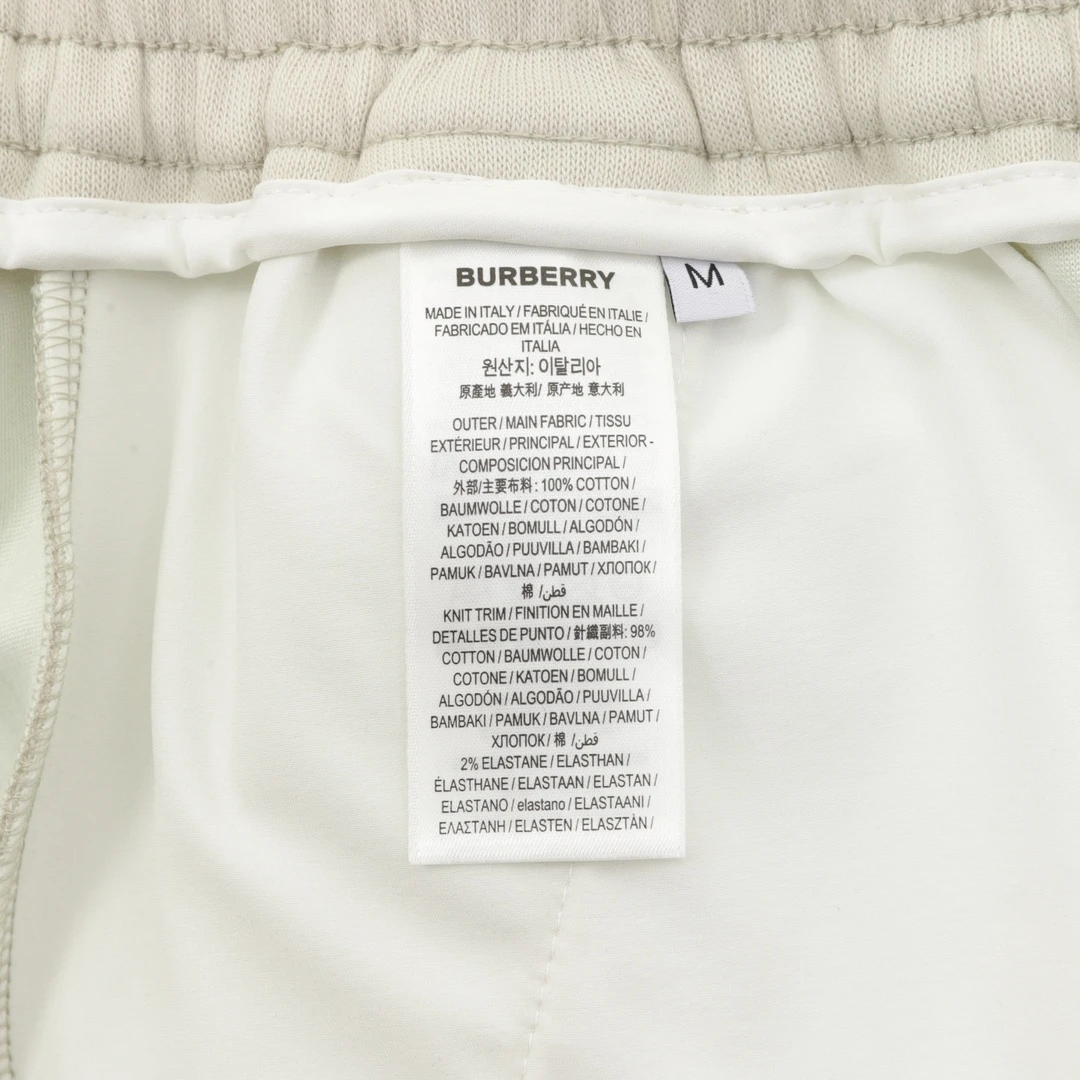 BURBERRY
M
MADE IN ITALY / FABRIQUÉ EN ITALIE /
FABRICADO EM ITÁLIA / HECHO EN
ITALIA
원산지: 이탈리아
原產地 義大利/ 原产地 意大利
OUTER / MAIN FABRIC / TISSU
EXTÉRIEUR / PRINCIPAL / EXTERIOR -
COMPOSICION PRINCIPAL /
外部/主要布料: 100% COTTON /
BAUMWOLLE / COTON / COTONE /
KATOEN / BOMULL / ALGODÓN /
ALGODÃO / PUUVILLA / BAMBAKI /
PAMUK / BAVLNA / PAMUT / ХЛОПОК /
棉 / قطن
KNIT TRIM / FINITION EN MAILLE /
DETALLES DE PUNTO / 針織副料: 98%
COTTON / BAUMWOLLE / COTON /
COTONE / KATOEN / BOMULL /
ALGODÓN / ALGODÃO / PUUVILLA /
BAMBAKI / PAMUK / BAVLNA / PAMUT /
ХЛОПОК / 棉 / قطن
2% ELASTANE / ELASTHAN /
ÉLASTHANE / ELASTAAN / ELASTAN /
ELASTANO / elastano / ELASTAANI /
ΕΛΑΣΤΑΝΗ / ELASTEN / ELASZTÀN /